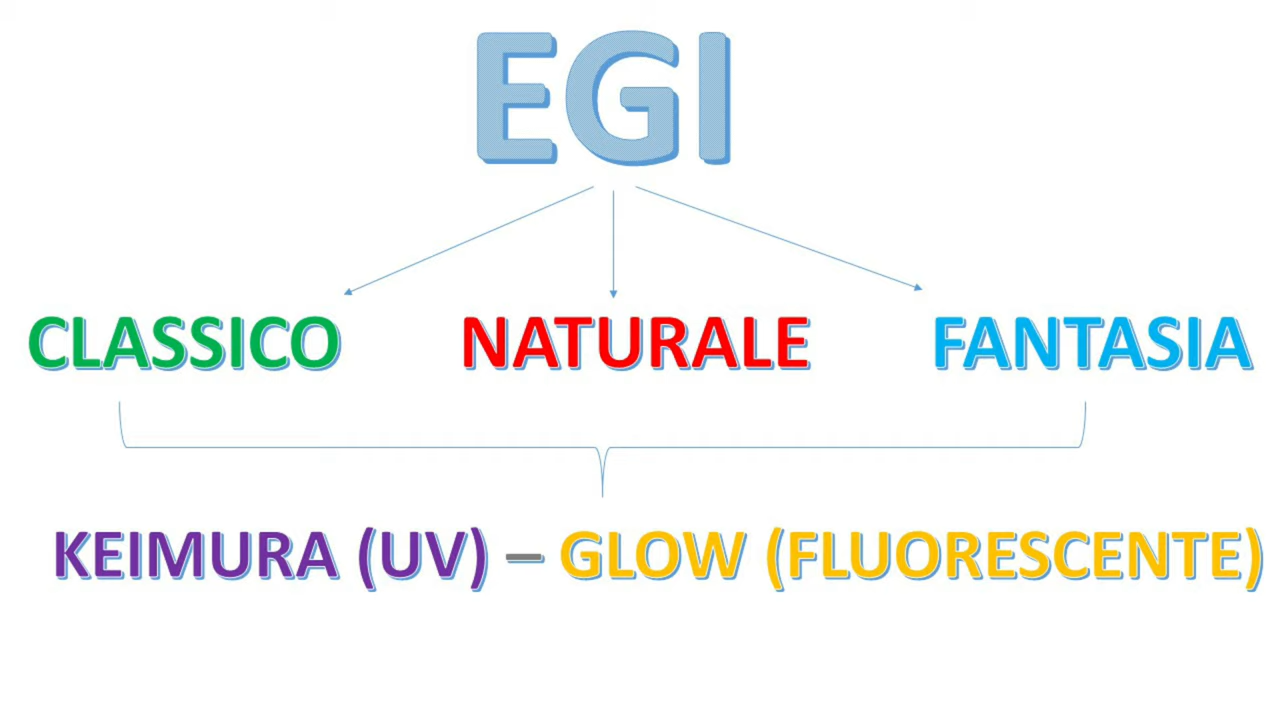 EGI
CLASSICO NATURALE FANTASIA
KEIMURA (UV) – GLOW (FLUORESCENTE)